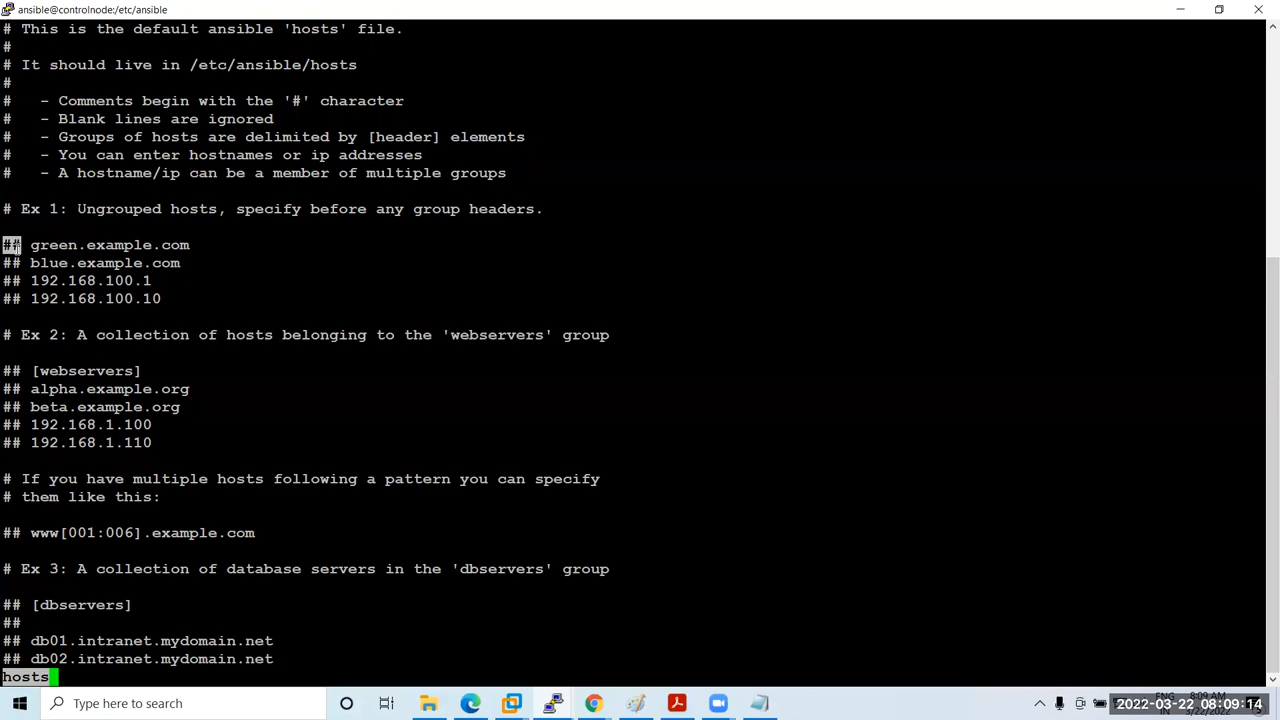 ansible@controlnode:/etc/ansible
# This is the default ansible 'hosts' file.
#
# It should live in /etc/ansible/hosts
#
#   - Comments begin with the '#' character
#   - Blank lines are ignored
#   - Groups of hosts are delimited by [header] elements
#   - You can enter hostnames or ip addresses
#   - A hostname/ip can be a member of multiple groups
# Ex 1: Ungrouped hosts, specify before any group headers.
## green.example.com
## blue.example.com
## 192.168.100.1
## 192.168.100.10
# Ex 2: A collection of hosts belonging to the 'webservers' group
## [webservers]
## alpha.example.org
## beta.example.org
## 192.168.1.100
## 192.168.1.110
# If you have multiple hosts following a pattern you can specify
# them like this:
## www[001:006].example.com
# Ex 3: A collection of database servers in the 'dbservers' group
## [dbservers]
##
## db01.intranet.mydomain.net
## db02.intranet.mydomain.net
hosts
Type here to search
ENG
8:09 AM
2022-03-22 08:09:14